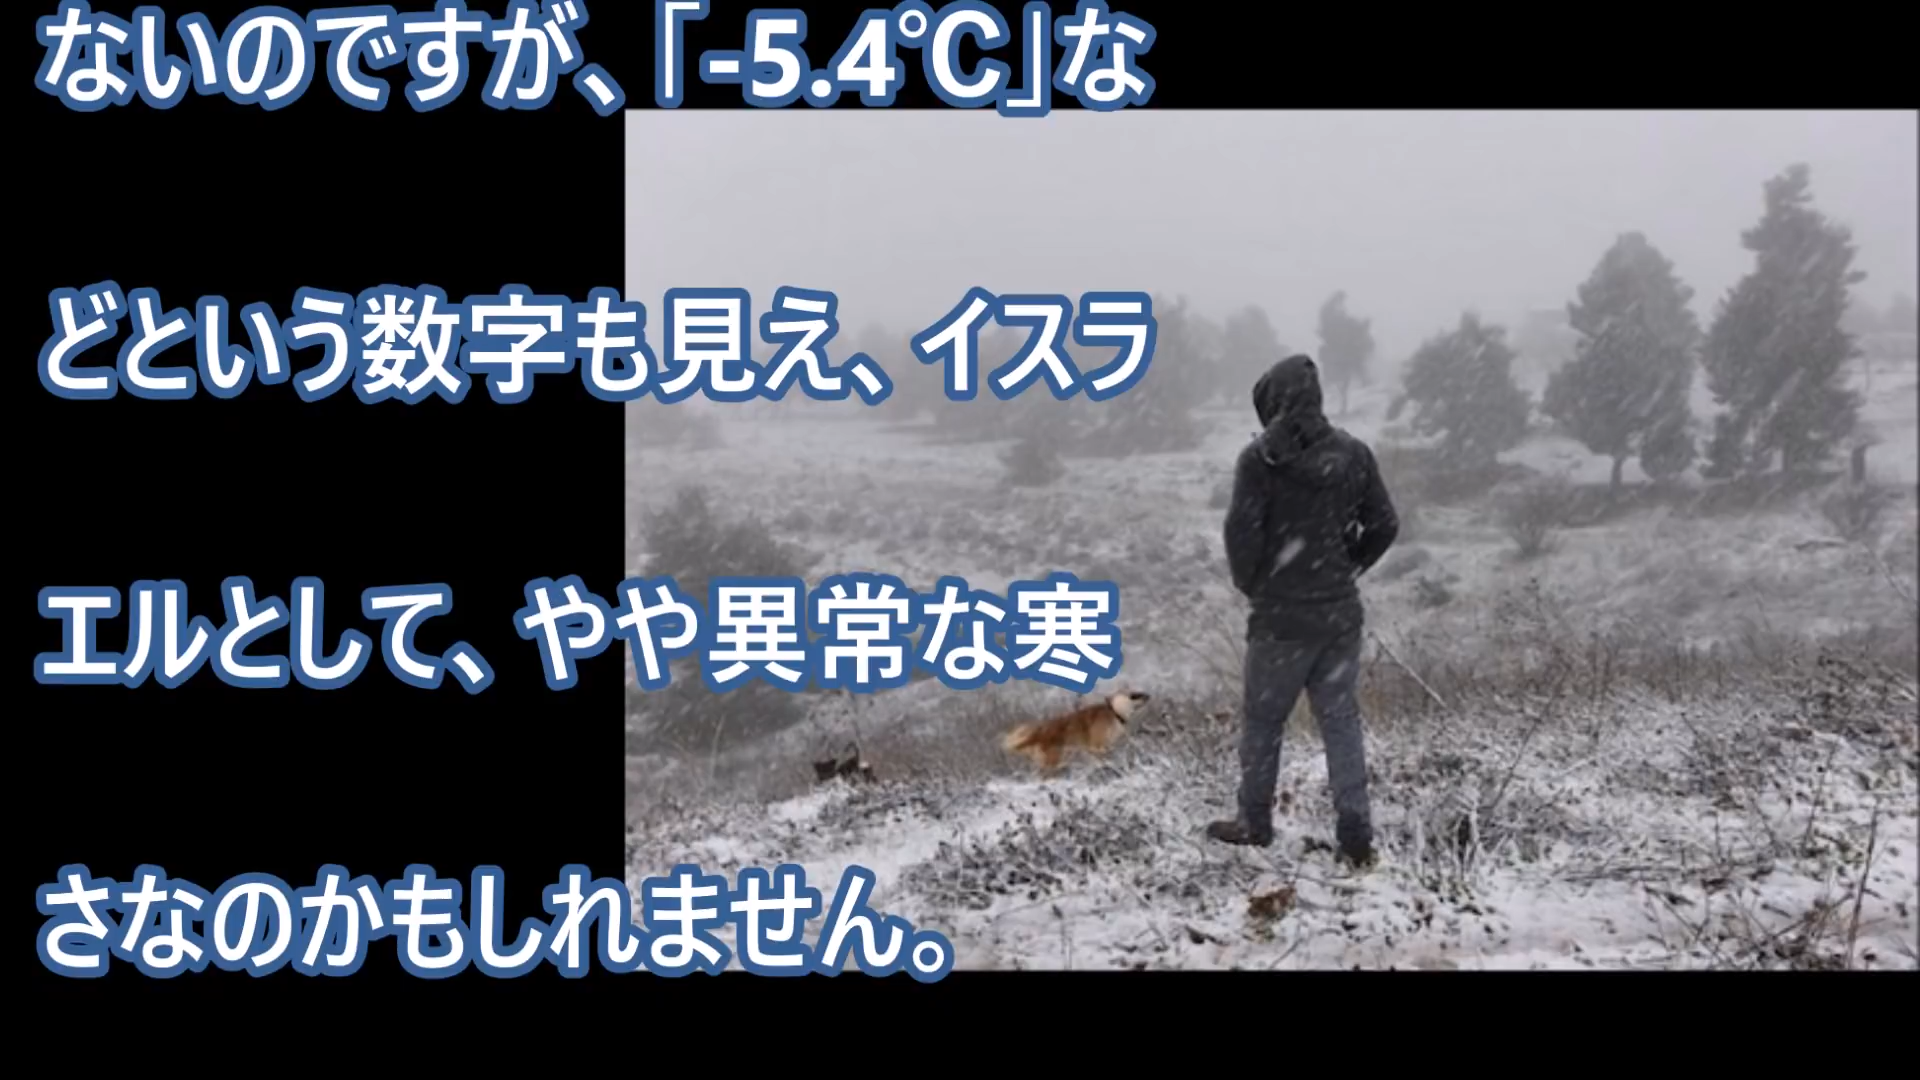 ないのですが、「-5.4℃」な
どという数字も見え、イスラ
エルとして、やや異常な寒
さなのかもしれません。